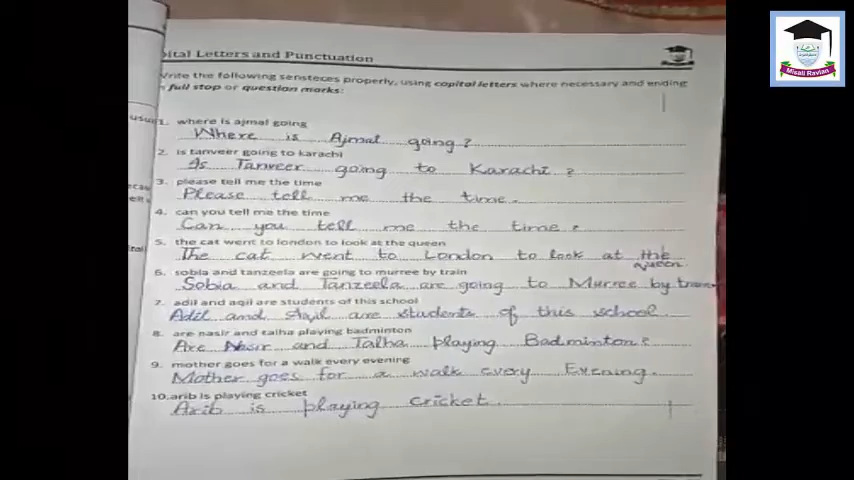 Misali Ravian
ital Letters and Punctuation
Write the following sensteces properly, using capital letters where necessary and ending
full stop or question marks:
1. where is ajmal going
Where is Ajmal going?
2. is tanveer going to karachi
Is Tanveer going to Karachi?
3. please tell me the time
Please tell me the time.
4. can you tell me the time
Can you tell me the time?
5. the cat went to london to look at the queen
The cat went to London to look at the
queen.
6. sobia and tanzeela are going to murree by train
Sobia and Tanzeela are going to Murree by train.
7. adil and aqil are students of this school
Adil and Aqil are students of this school.
8. are nasir and talha playing badminton
Are Nasir and Talha playing Badminton?
9. mother goes for a walk every evening
Mother goes for a walk every Evening.
10. arib is playing cricket
Arib is playing cricket.